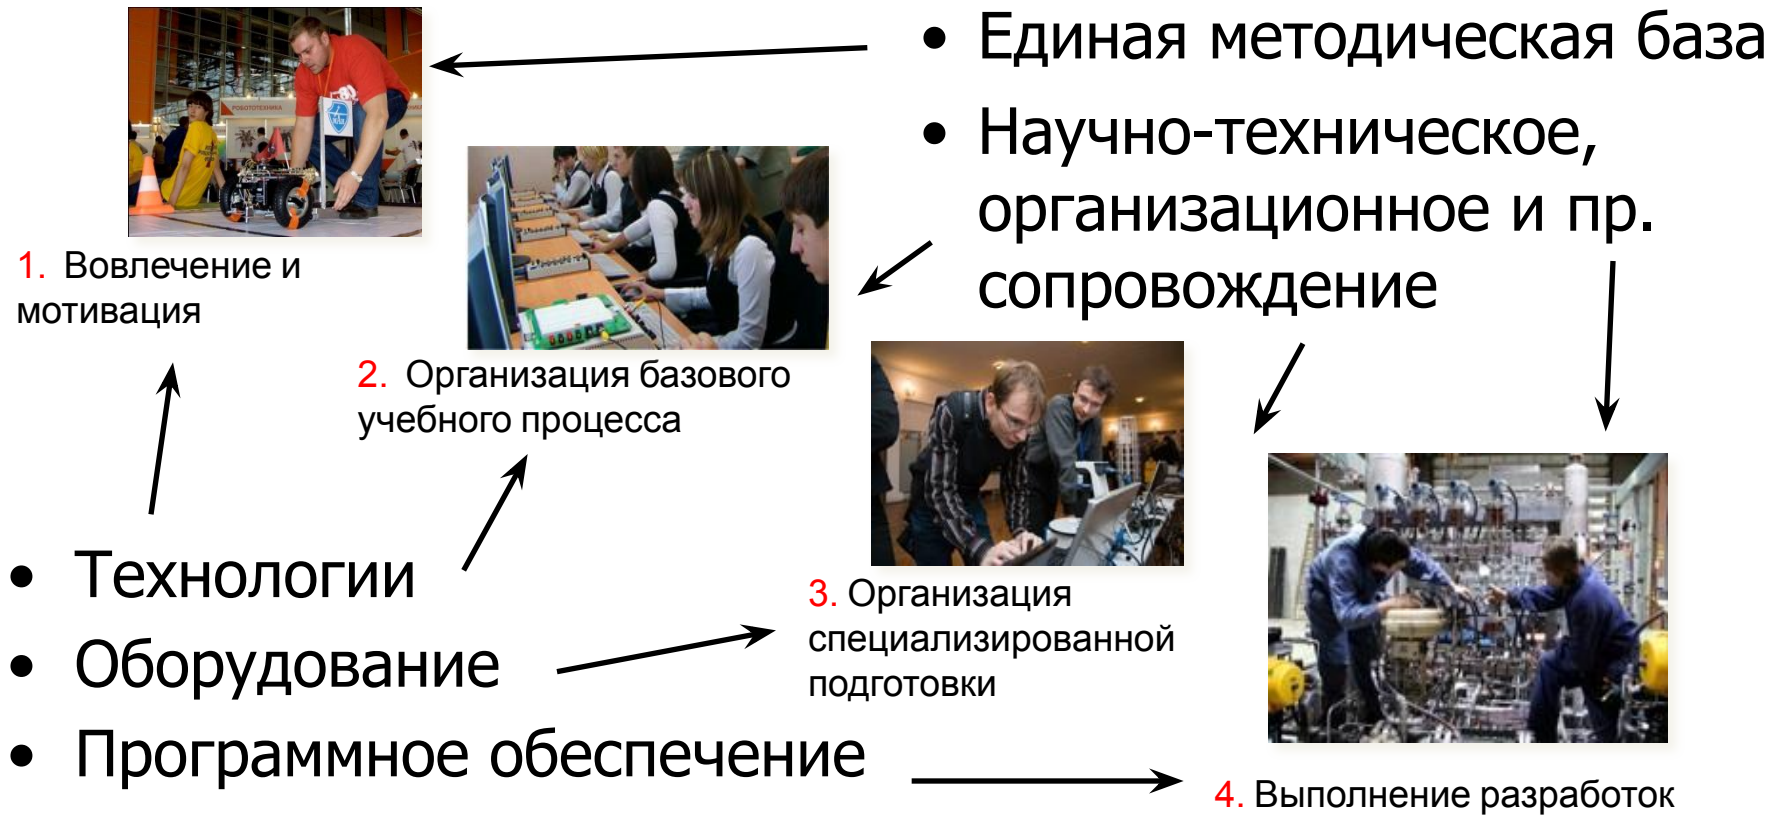 • Единая методическая база
• Научно-техническое,
организационное и пр.
сопровождение
РОБОТОТЕХНИКА
1. Вовлечение и
мотивация
2. Организация базового
учебного процесса
3. Организация
специализированной
подготовки
• Технологии
• Оборудование
• Программное обеспечение
4. Выполнение разработок